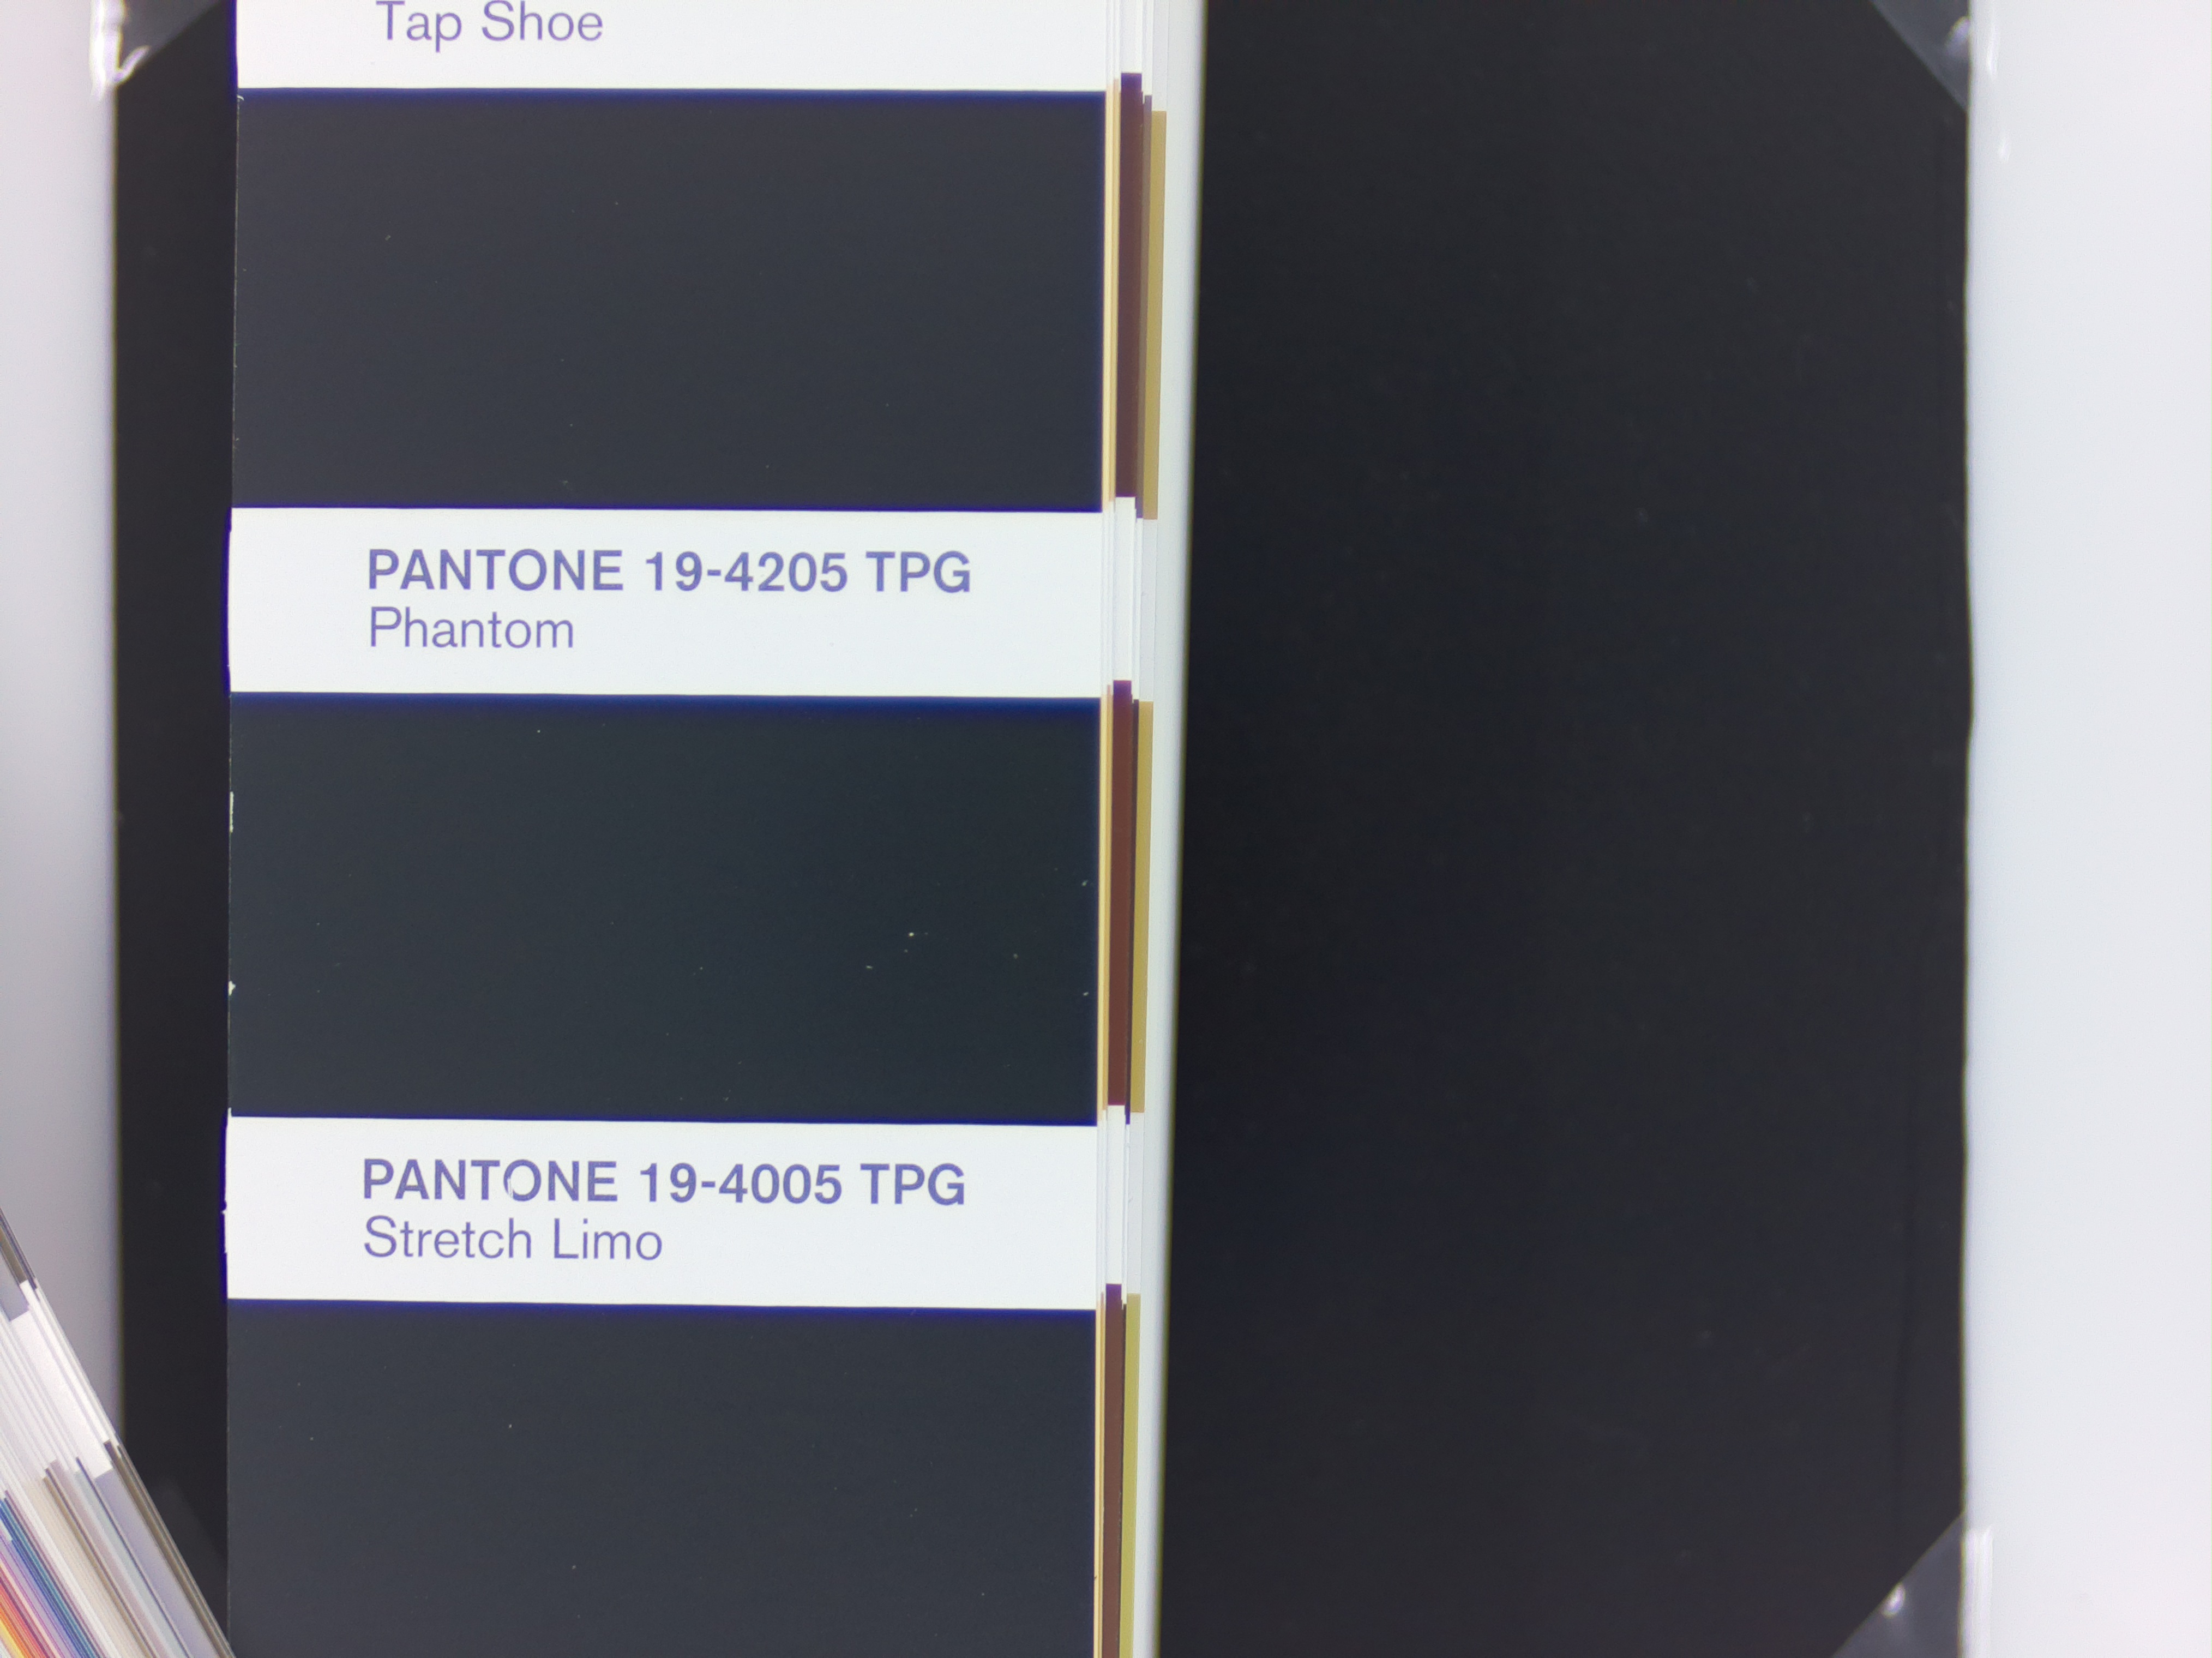 Tap Shoe
PANTONE 19-4205 TPG
Phantom
PANTONE 19-4005 TPG
Stretch Limo